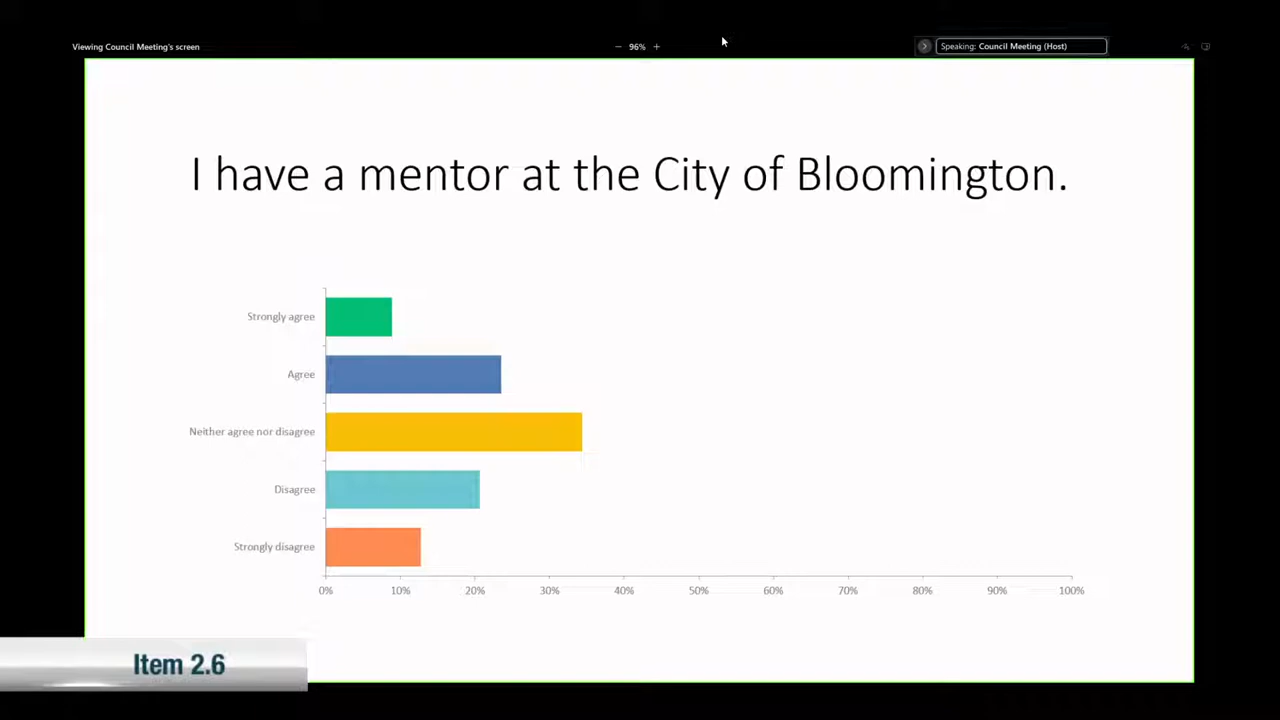 Viewing Council Meeting's screen
− 96% +
Speaking: Council Meeting (Host)
I have a mentor at the City of Bloomington.
Strongly agree
Agree
Neither agree nor disagree
Disagree
Strongly disagree
0% 10% 20% 30% 40% 50% 60% 70% 80% 90% 100%
Item 2.6